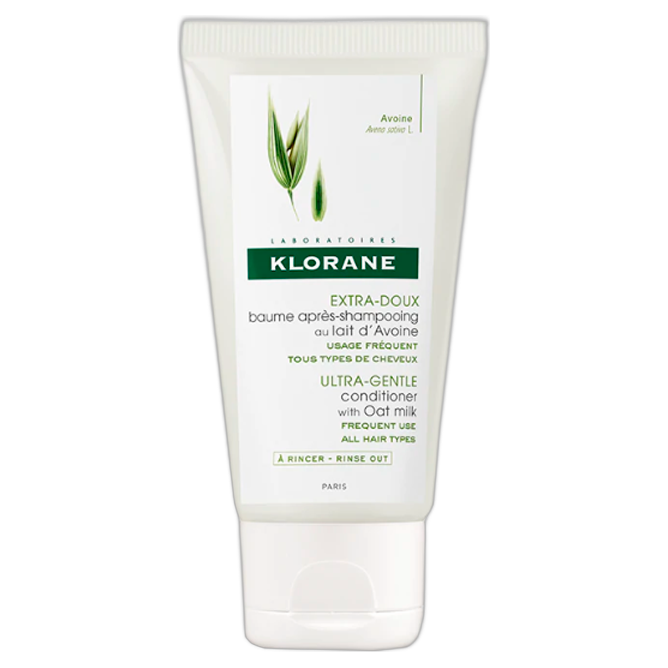 Avoine
Avena sativa L.
LABORATOIRES
KLORANE
EXTRA-DOUX
baume après-shampooing
au lait d'Avoine
USAGE FRÉQUENT
TOUS TYPES DE CHEVEUX
ULTRA-GENTLE
conditioner
with Oat milk
FREQUENT USE
ALL HAIR TYPES
À RINCER - RINSE OUT
PARIS